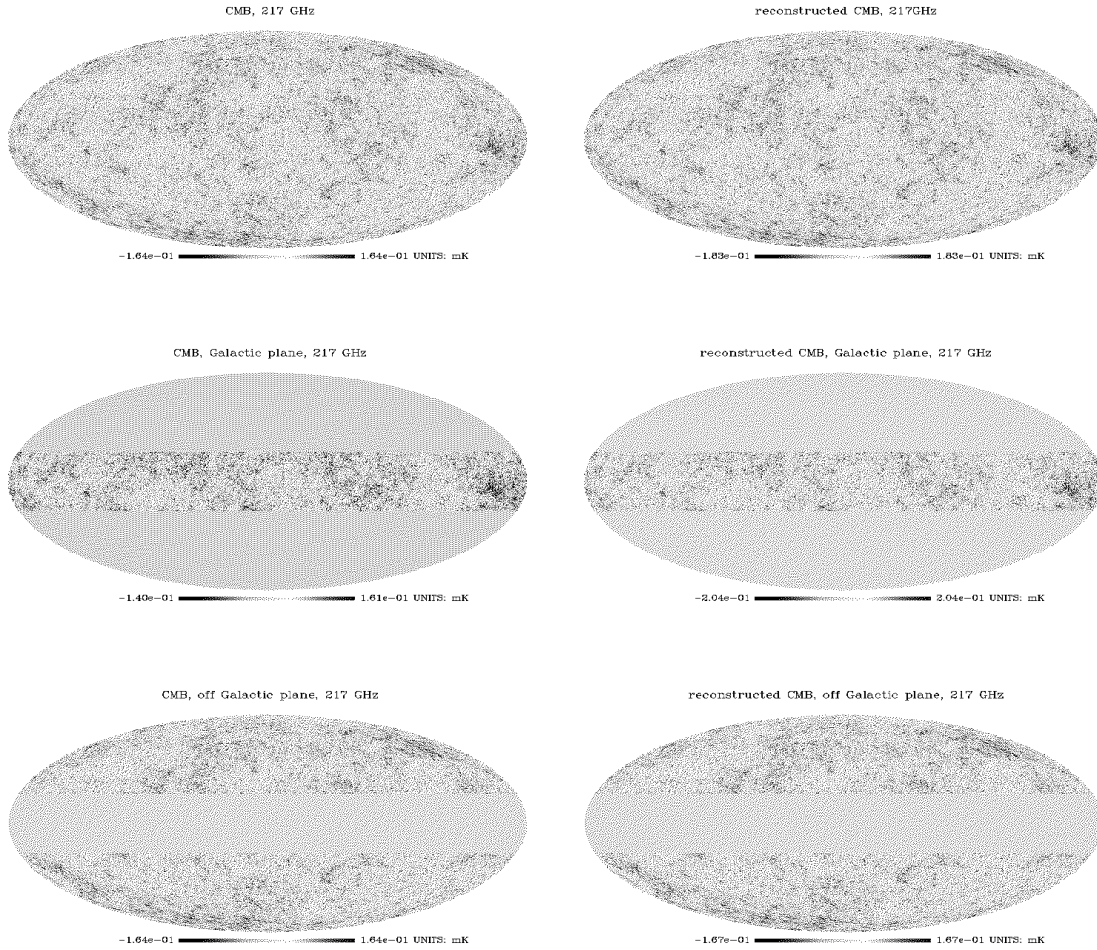 CMB, 217 GHz
reconstructed CMB, 217GHz
-1.64e-01 1.64e-01 UNITS: mK
-1.83e-01 1.83e-01 UNITS: mK
CMB, Galactic plane, 217 GHz
reconstructed CMB, Galactic plane, 217 GHz
-1.40e-01 1.61e-01 UNITS: mK
-2.04e-01 2.04e-01 UNITS: mK
CMB, off Galactic plane, 217 GHz
reconstructed CMB, off Galactic plane, 217 GHz
-1.64e-01 1.64e-01 UNITS: mK
-1.67e-01 1.67e-01 UNITS: mK